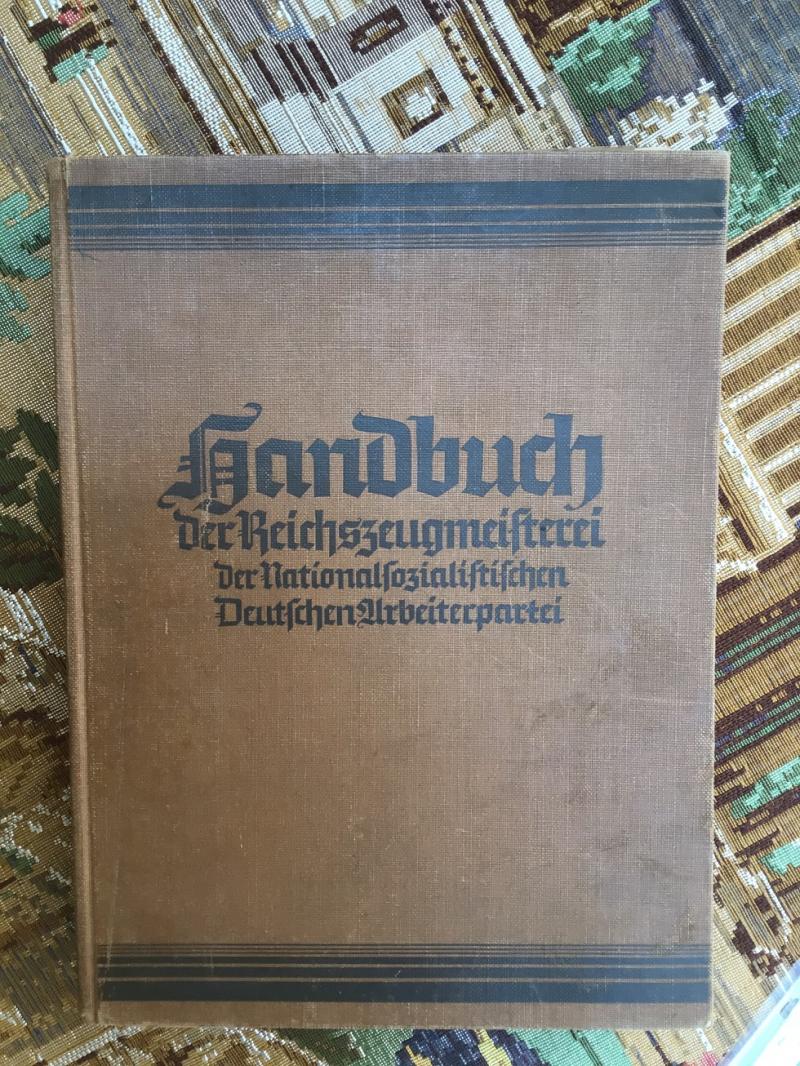 Handbuch
der Reichszeugmeiſterei
der Nationalſozialiſtiſchen
Deutſchen Arbeiterpartei